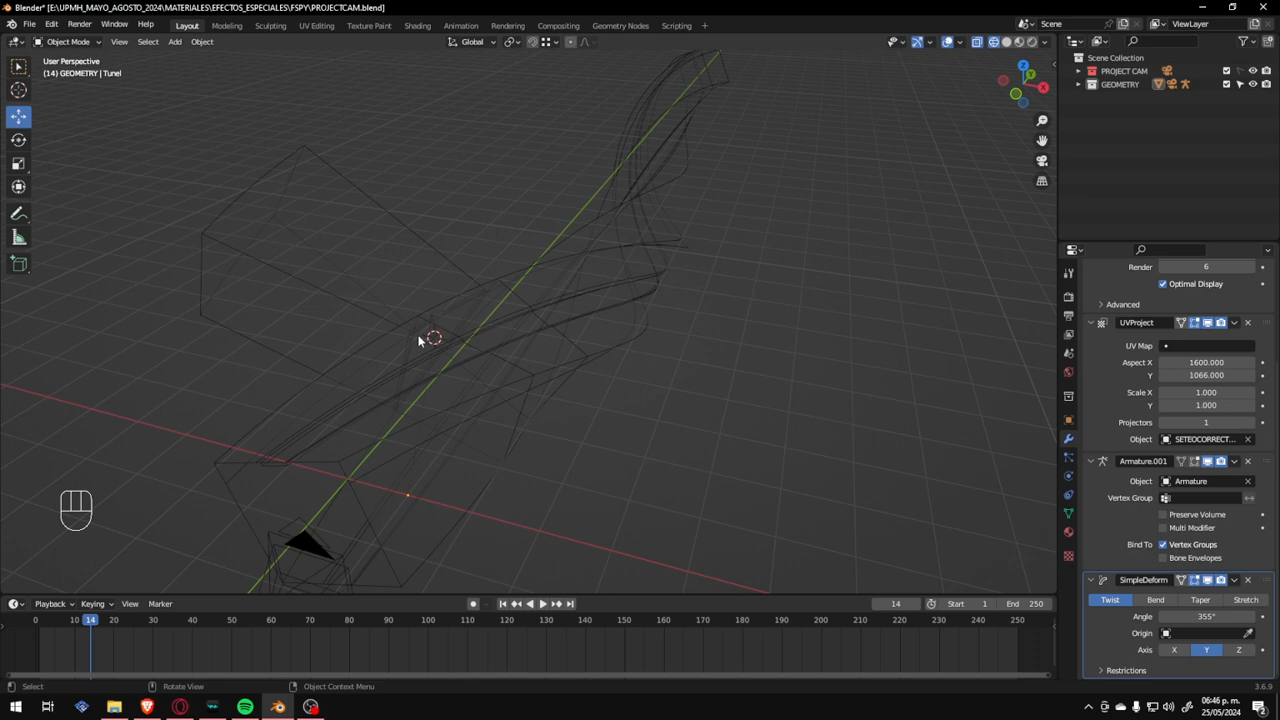 Blender* [E:\UPMH_MAYO_AGOSTO_2024\MATERIALES\EFECTOS_ESPECIALES\FSPY\PROJECTCAM.blend]
File Edit Render Window Help Layout Modeling Sculpting UV Editing Texture Paint Shading Animation Rendering Compositing Geometry Nodes Scripting + Scene ViewLayer
Object Mode View Select Add Object Global
User Perspective
(14) GEOMETRY | Tunel
Scene Collection
PROJECT CAM
GEOMETRY
Z
Y
X
Render 6
Optimal Display
Advanced
UVProject
UV Map
Aspect X 1600.000
Y 1066.000
Scale X 1.000
Y 1.000
Projectors 1
Object SETEOCORRECT...
Armature.001
Object Armature
Vertex Group
Preserve Volume
Multi Modifier
Bind To Vertex Groups
Bone Envelopes
SimpleDeform
Twist Bend Taper Stretch
Angle 355°
Origin
Axis X Y Z
Restrictions
Playback Keying View Marker 14 Start 1 End 250
0 10 14 20 30 40 50 60 70 80 90 100 110 120 130 140 150 160 170 180 190 200 210 220 230 240 250
Select Rotate View Object Context Menu 3.6.9
06:46 p. m.
25/05/2024
2